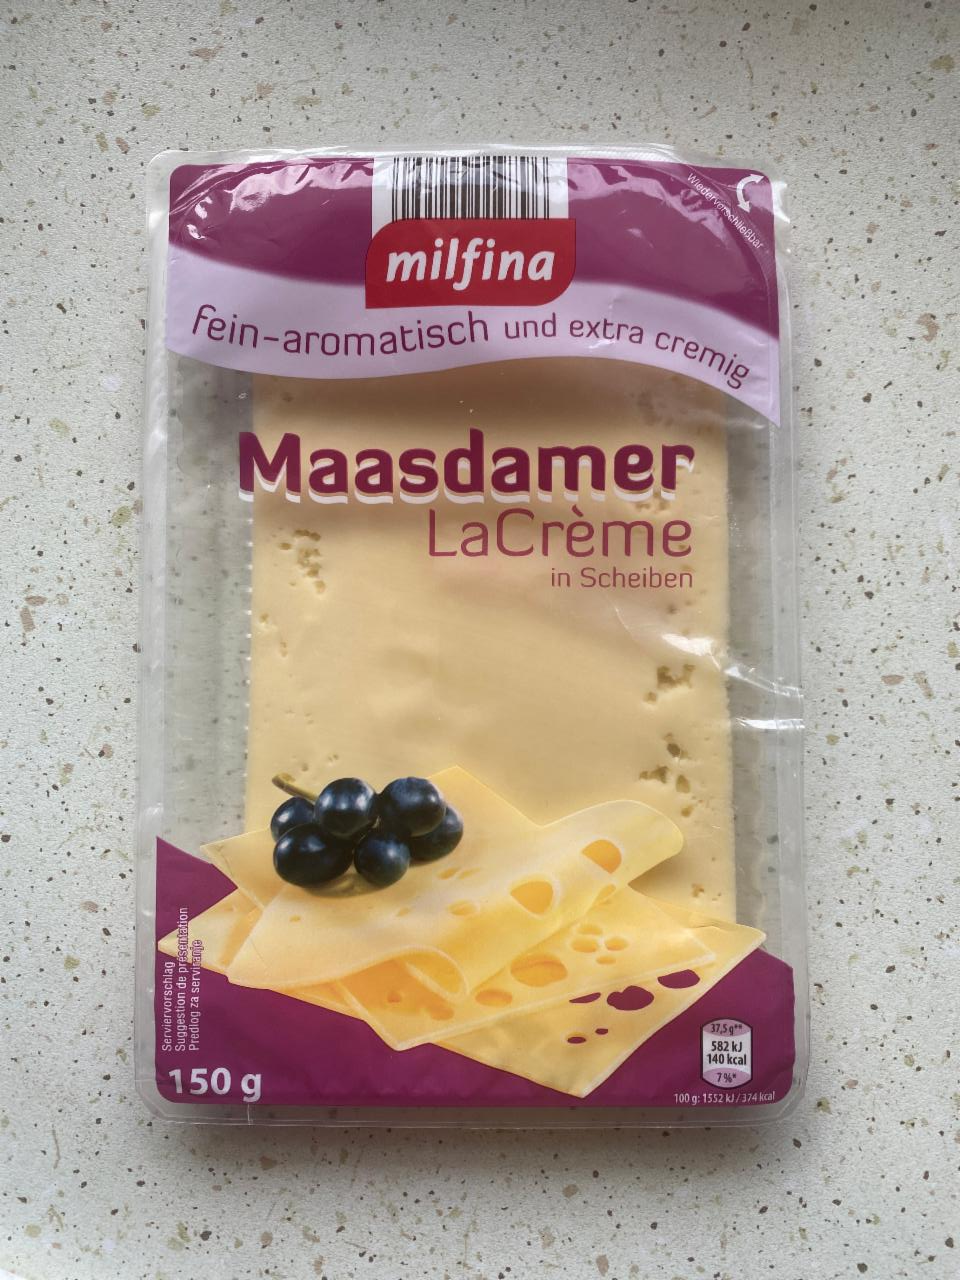 Wiederverschließbar
milfina
fein-aromatisch und extra cremig
Maasdamer
LaCrème
in Scheiben
Serviervorschlag
Suggestion de présentation
Predlog za serviranje
150 g
37,5 g**
582 kJ
140 kcal
7%*
100 g: 1552 kJ / 374 kcal